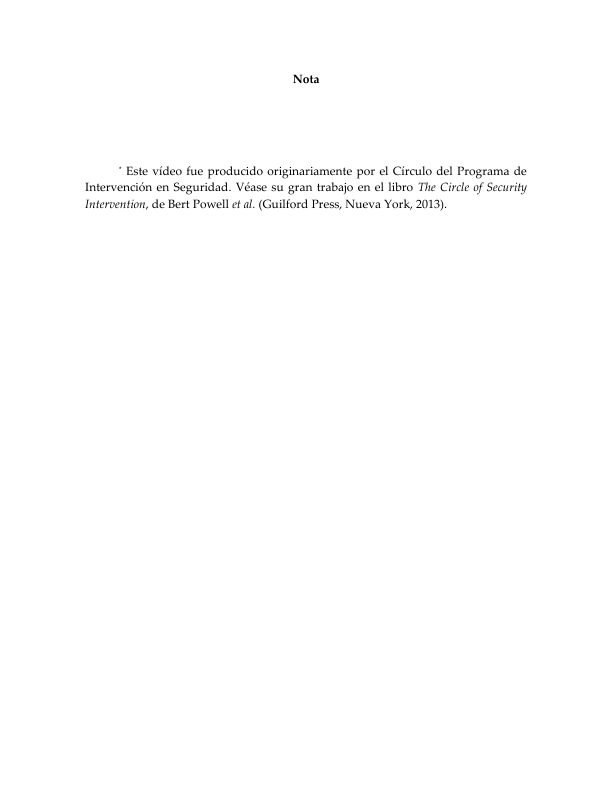 Nota
* Este vídeo fue producido originariamente por el Círculo del Programa de
Intervención en Seguridad. Véase su gran trabajo en el libro The Circle of Security
Intervention, de Bert Powell et al. (Guilford Press, Nueva York, 2013).